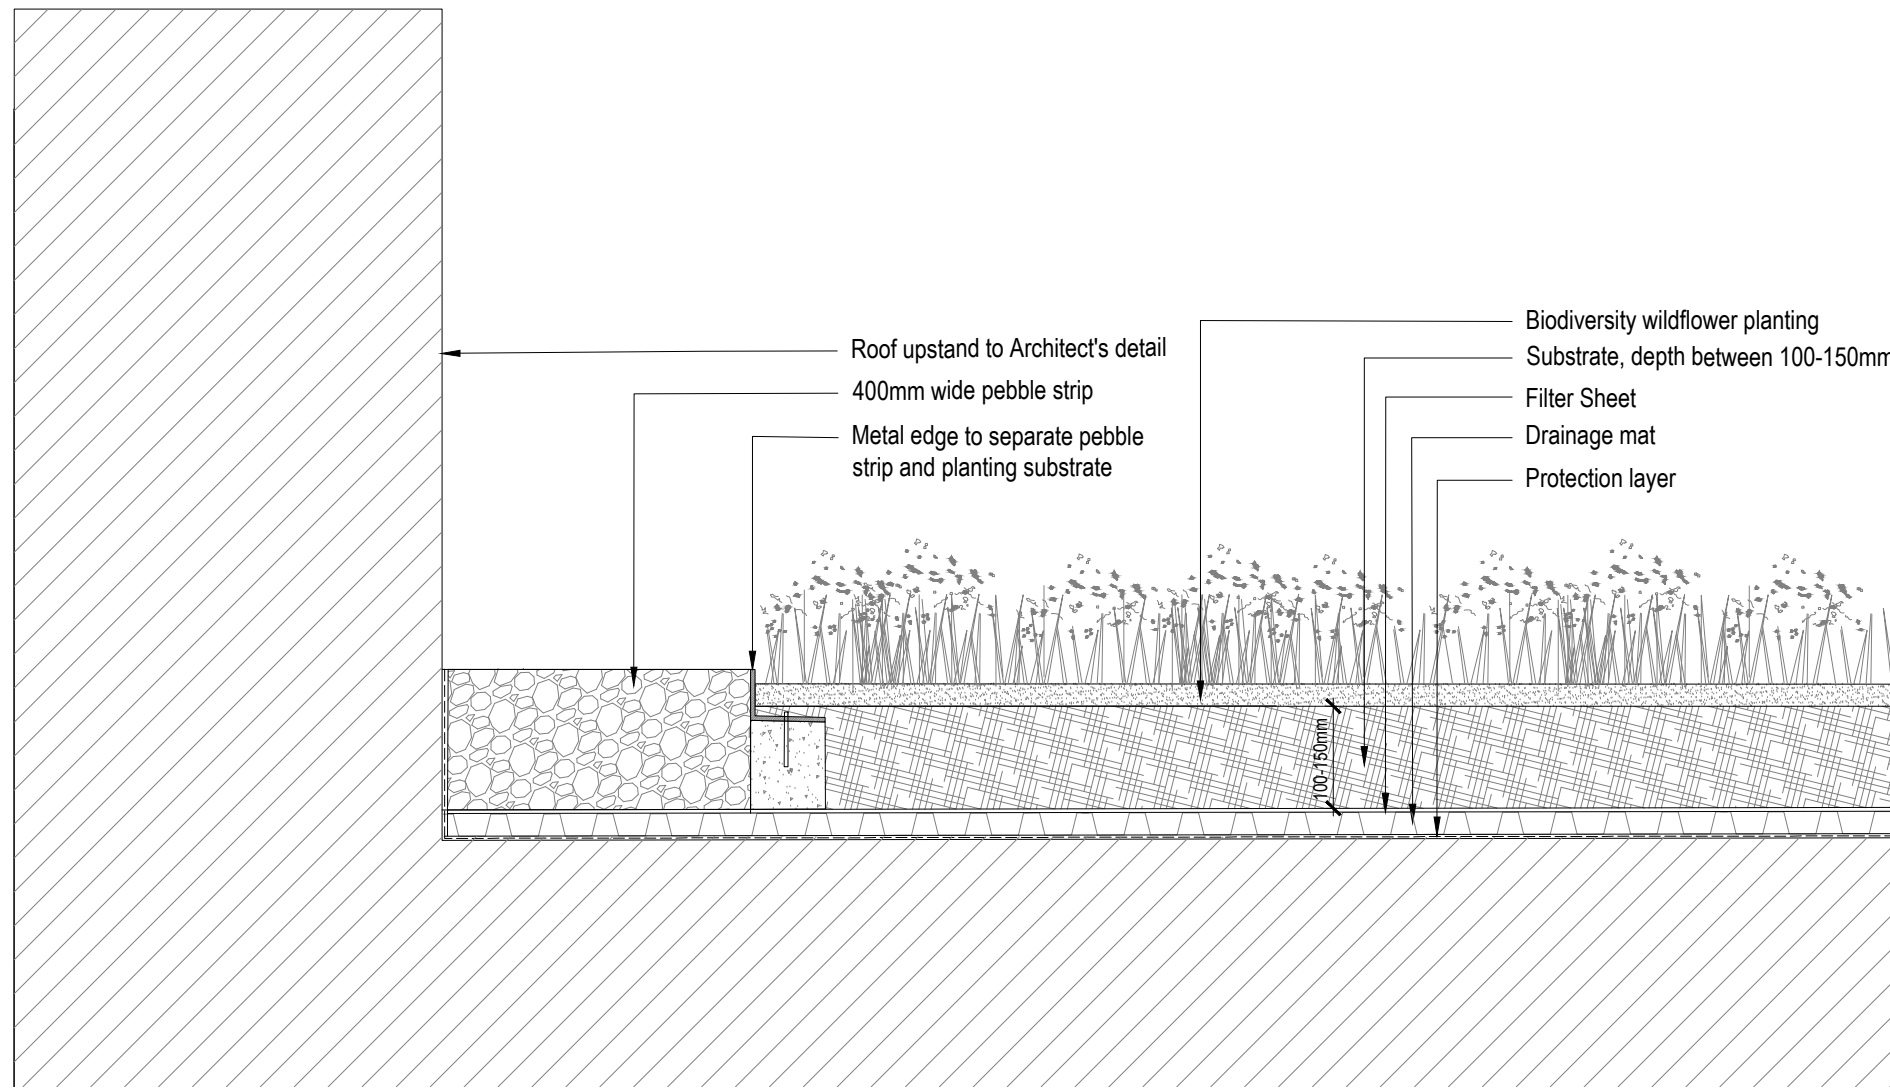 Roof upstand to Architect's detail
400mm wide pebble strip
Metal edge to separate pebble
strip and planting substrate
Biodiversity wildflower planting
Substrate, depth between 100-150mm
Filter Sheet
Drainage mat
Protection layer
100-150mm